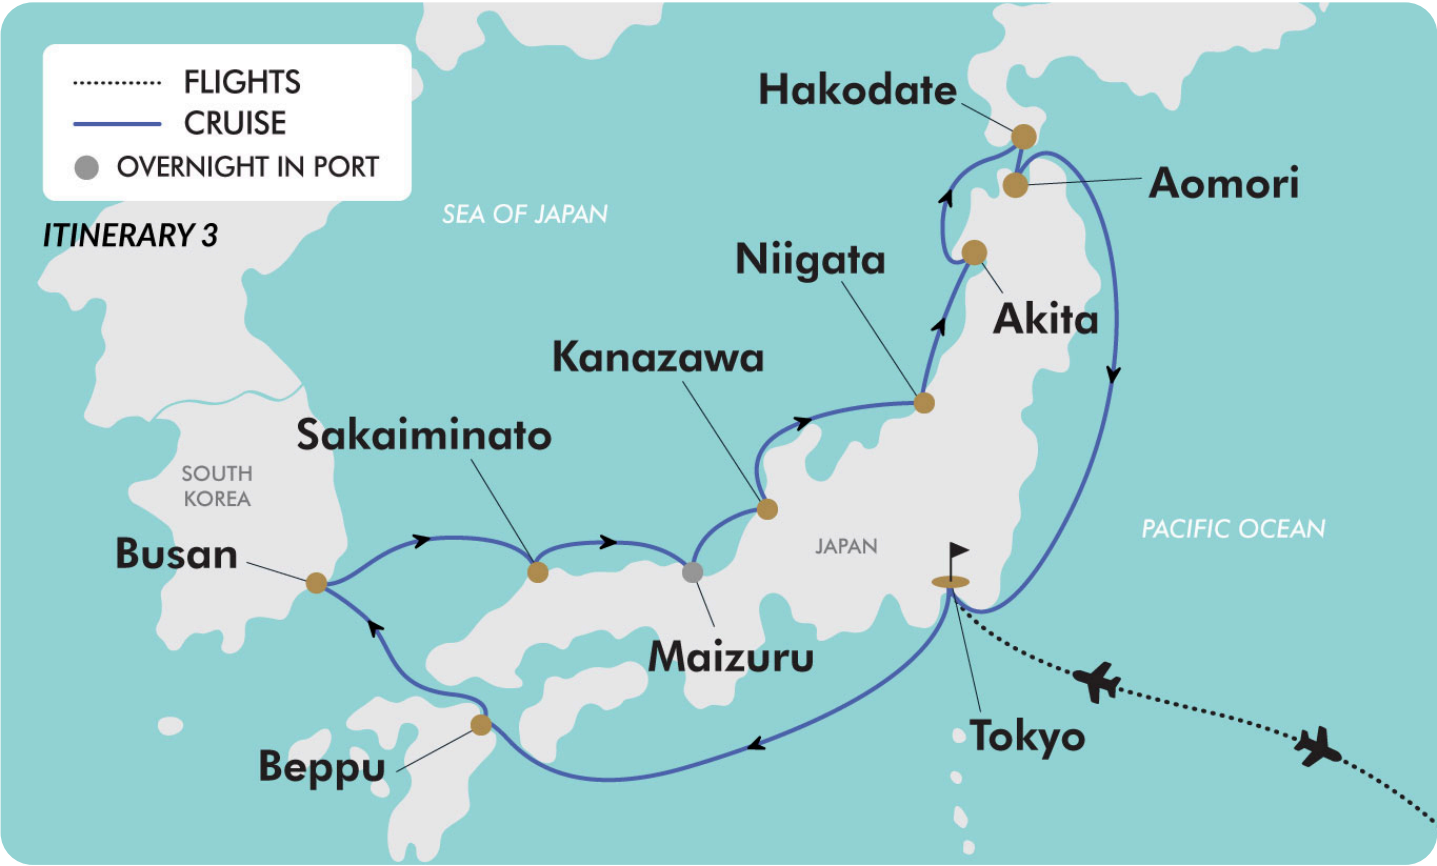 FLIGHTS
CRUISE
OVERNIGHT IN PORT
ITINERARY 3
SEA OF JAPAN
Hakodate
Aomori
Niigata
Akita
Kanazawa
Sakaiminato
SOUTH
KOREA
Busan
JAPAN
PACIFIC OCEAN
Maizuru
Tokyo
Beppu